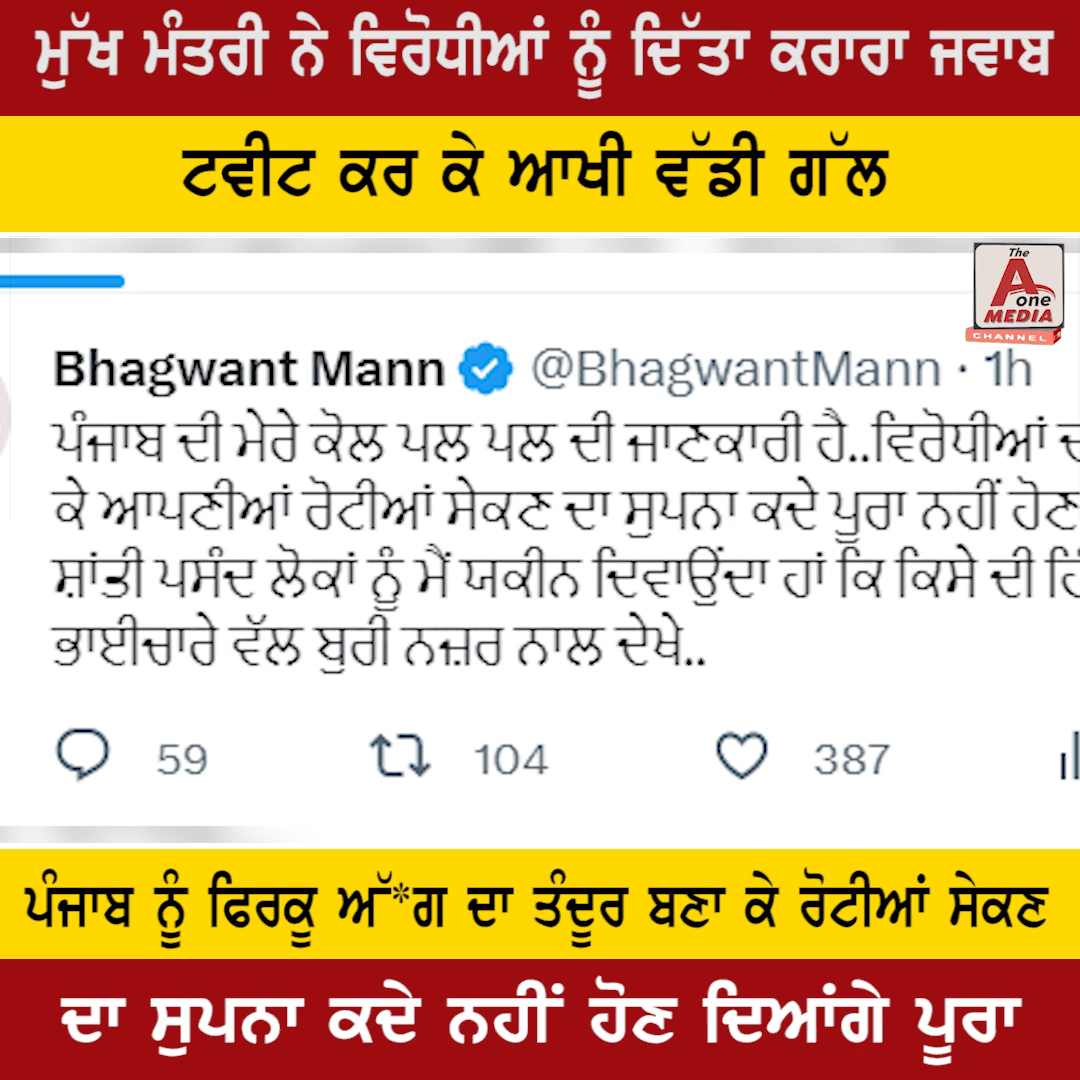 ਮੁੱਖ ਮੰਤਰੀ ਨੇ ਵਿਰੋਧੀਆਂ ਨੂੰ ਦਿੱਤਾ ਕਰਾਰਾ ਜਵਾਬ
ਟਵੀਟ ਕਰ ਕੇ ਆਖੀ ਵੱਡੀ ਗੱਲ
The
A one
MEDIA
CHANNEL
Bhagwant Mann @BhagwantMann · 1h
ਪੰਜਾਬ ਦੀ ਮੇਰੇ ਕੋਲ ਪਲ ਪਲ ਦੀ ਜਾਣਕਾਰੀ ਹੈ..ਵਿਰੋਧੀਆਂ
ਕੇ ਆਪਣੀਆਂ ਰੋਟੀਆਂ ਸੇਕਣ ਦਾ ਸੁਪਨਾ ਕਦੇ ਪੂਰਾ ਨਹੀਂ ਹੋਣ
ਸ਼ਾਂਤੀ ਪਸੰਦ ਲੋਕਾਂ ਨੂੰ ਮੈਂ ਯਕੀਨ ਦਿਵਾਉਂਦਾ ਹਾਂ ਕਿ ਕਿਸੇ ਦੀ
ਭਾਈਚਾਰੇ ਵੱਲ ਬੁਰੀ ਨਜ਼ਰ ਨਾਲ ਦੇਖੇ..
59 104 387
ਪੰਜਾਬ ਨੂੰ ਫਿਰਕੂ ਅੱ*ਗ ਦਾ ਤੰਦੂਰ ਬਣਾ ਕੇ ਰੋਟੀਆਂ ਸੇਕਣ
ਦਾ ਸੁਪਨਾ ਕਦੇ ਨਹੀਂ ਹੋਣ ਦਿਆਂਗੇ ਪੂਰਾ